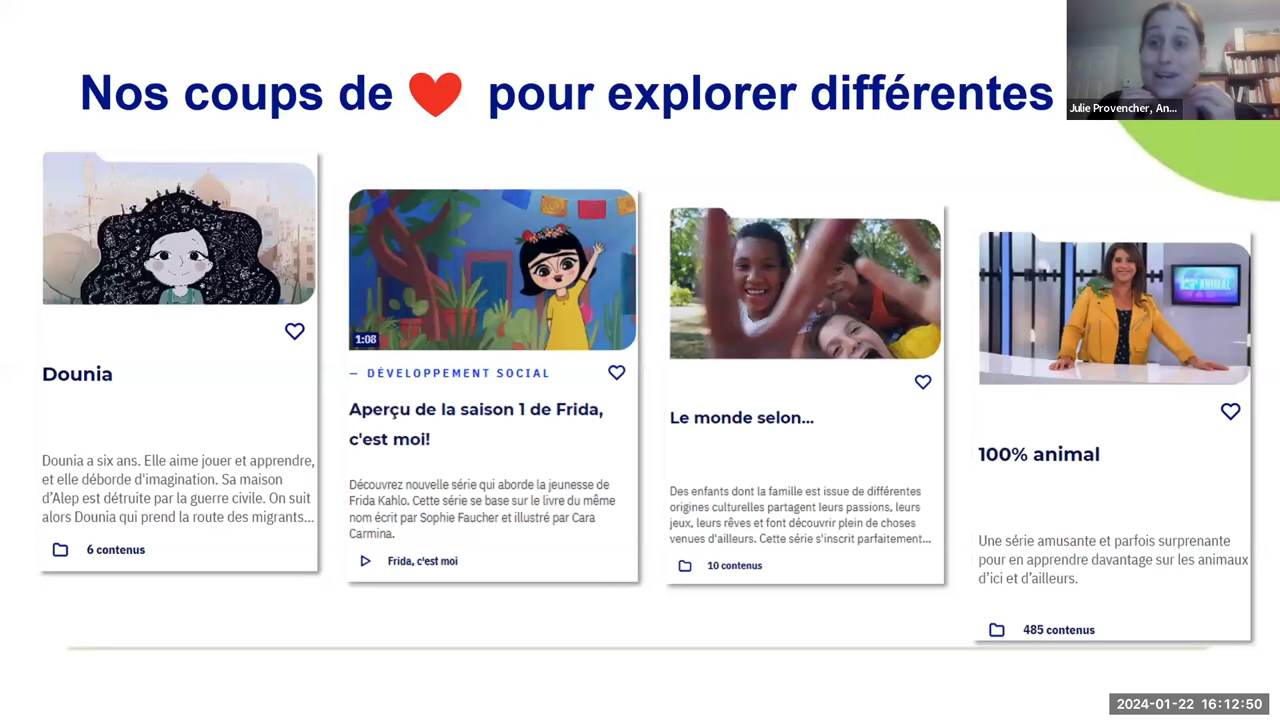 Nos coups de ❤️ pour explorer différentes
Julie Provencher, An...
Dounia
Dounia a six ans. Elle aime jouer et apprendre,
et elle déborde d'imagination. Sa maison
d'Alep est détruite par la guerre civile. On suit
alors Dounia qui prend la route des migrants...
6 contenus
1:08
— DÉVELOPPEMENT SOCIAL
Aperçu de la saison 1 de Frida,
c'est moi!
Découvrez nouvelle série qui aborde la jeunesse de
Frida Kahlo. Cette série se base sur le livre du même
nom écrit par Sophie Faucher et illustré par Cara
Carmina.
Frida, c'est moi
Le monde selon...
Des enfants dont la famille est issue de différentes
origines culturelles partagent leurs passions, leurs
jeux, leurs rêves et font découvrir plein de choses
venues d'ailleurs. Cette série s'inscrit parfaitement...
10 contenus
ANIMAL
100% animal
Une série amusante et parfois surprenante
pour en apprendre davantage sur les animaux
d'ici et d'ailleurs.
485 contenus
2024-01-22 16:12:50